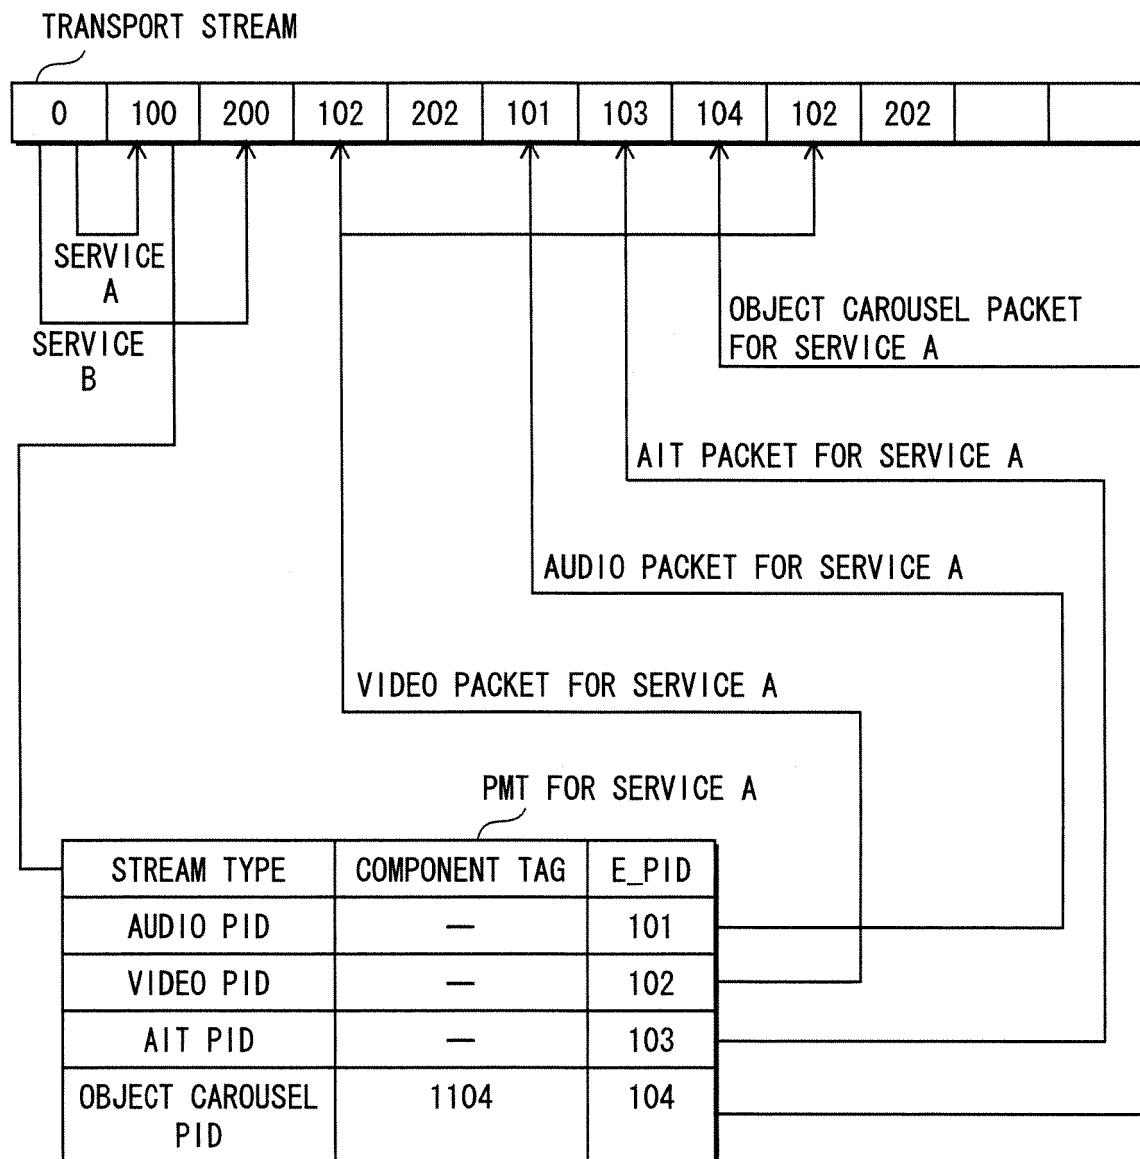 TRANSPORT STREAM
0 100 200 102 202 101 103 104 102 202
SERVICE
A
SERVICE
B
OBJECT CAROUSEL PACKET
FOR SERVICE A
AIT PACKET FOR SERVICE A
AUDIO PACKET FOR SERVICE A
VIDEO PACKET FOR SERVICE A
PMT FOR SERVICE A
STREAM TYPE COMPONENT TAG E_PID
AUDIO PID — 101
VIDEO PID — 102
AIT PID — 103
OBJECT CAROUSEL 1104 104
PID